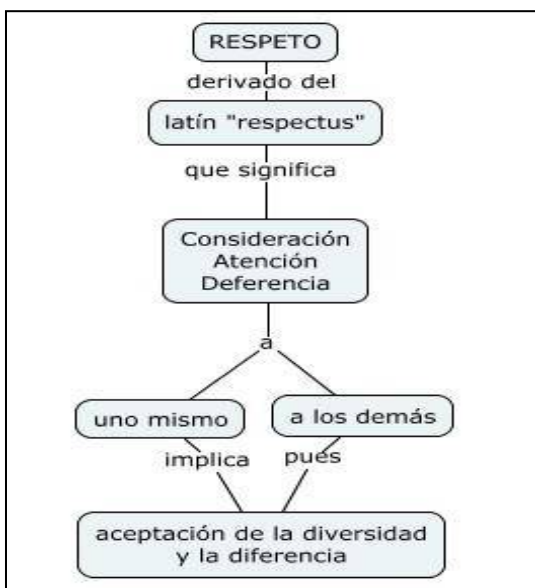 RESPETO
derivado del
latín "respectus"
que significa
Consideración
Atención
Deferencia
a
uno mismo
a los demás
implica
pues
aceptación de la diversidad
y la diferencia